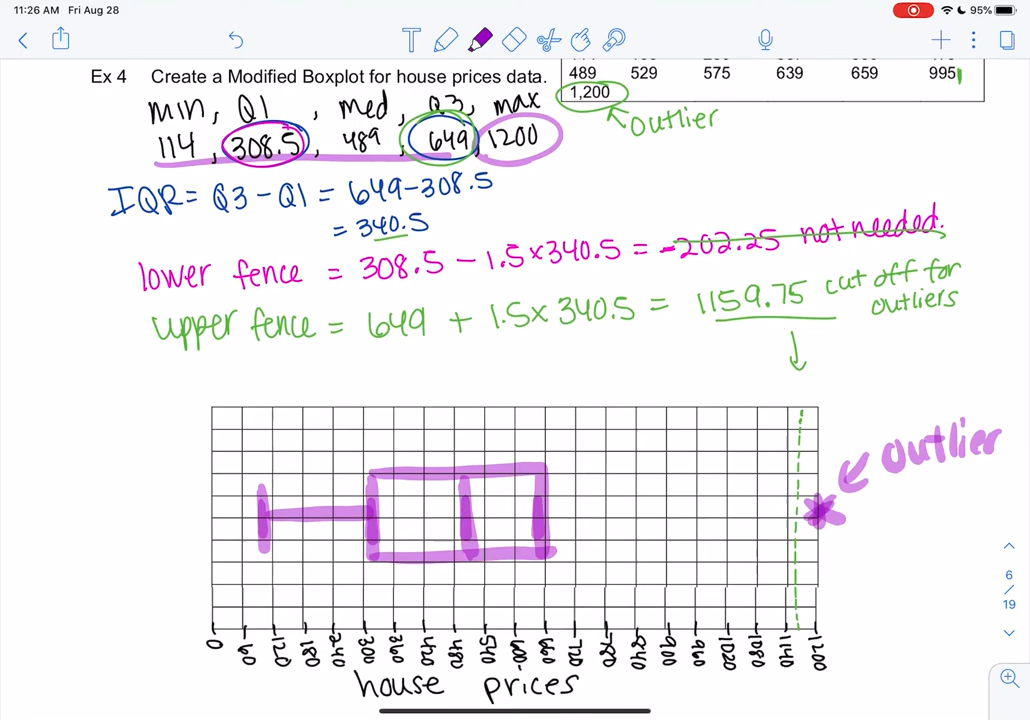 11:26 AM Fri Aug 28
95%
489 529 575 639 659 995
1,200
Ex 4 Create a Modified Boxplot for house prices data.
min, Q1, med, Q3, max
114, 308.5, 489, 649, 1200
outlier
IQR = Q3 - Q1 = 649-308.5
= 340.5
lower fence = 308.5 - 1.5×340.5 = -202.25 not needed.
upper fence = 649 + 1.5× 340.5 = 1159.75 cut off for
outliers
outlier
0 60 120 180 240 300 360 420 480 540 600 660 720 780 840 900 960 1020 1080 1140 1200
house prices
6
/
19